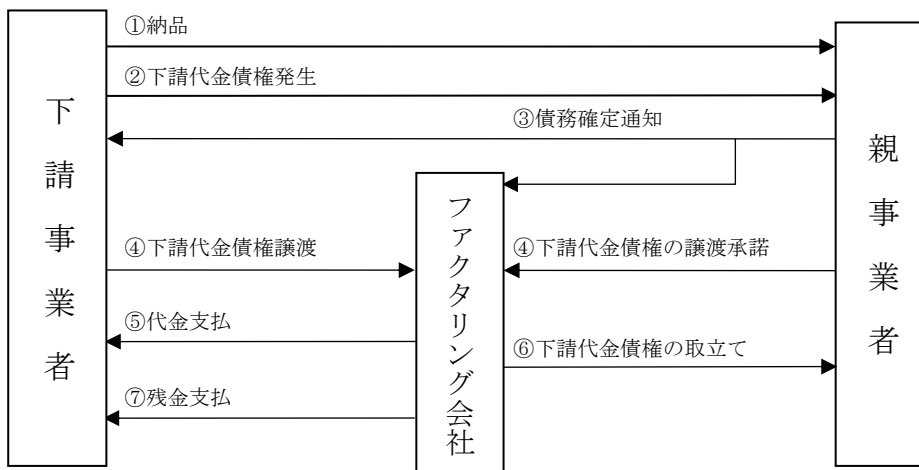 ①納品
②下請代金債権発生
③債務確定通知
下請事業者
親事業者
ファクタリング会社
④下請代金債権譲渡
④下請代金債権の譲渡承諾
⑤代金支払
⑥下請代金債権の取立て
⑦残金支払